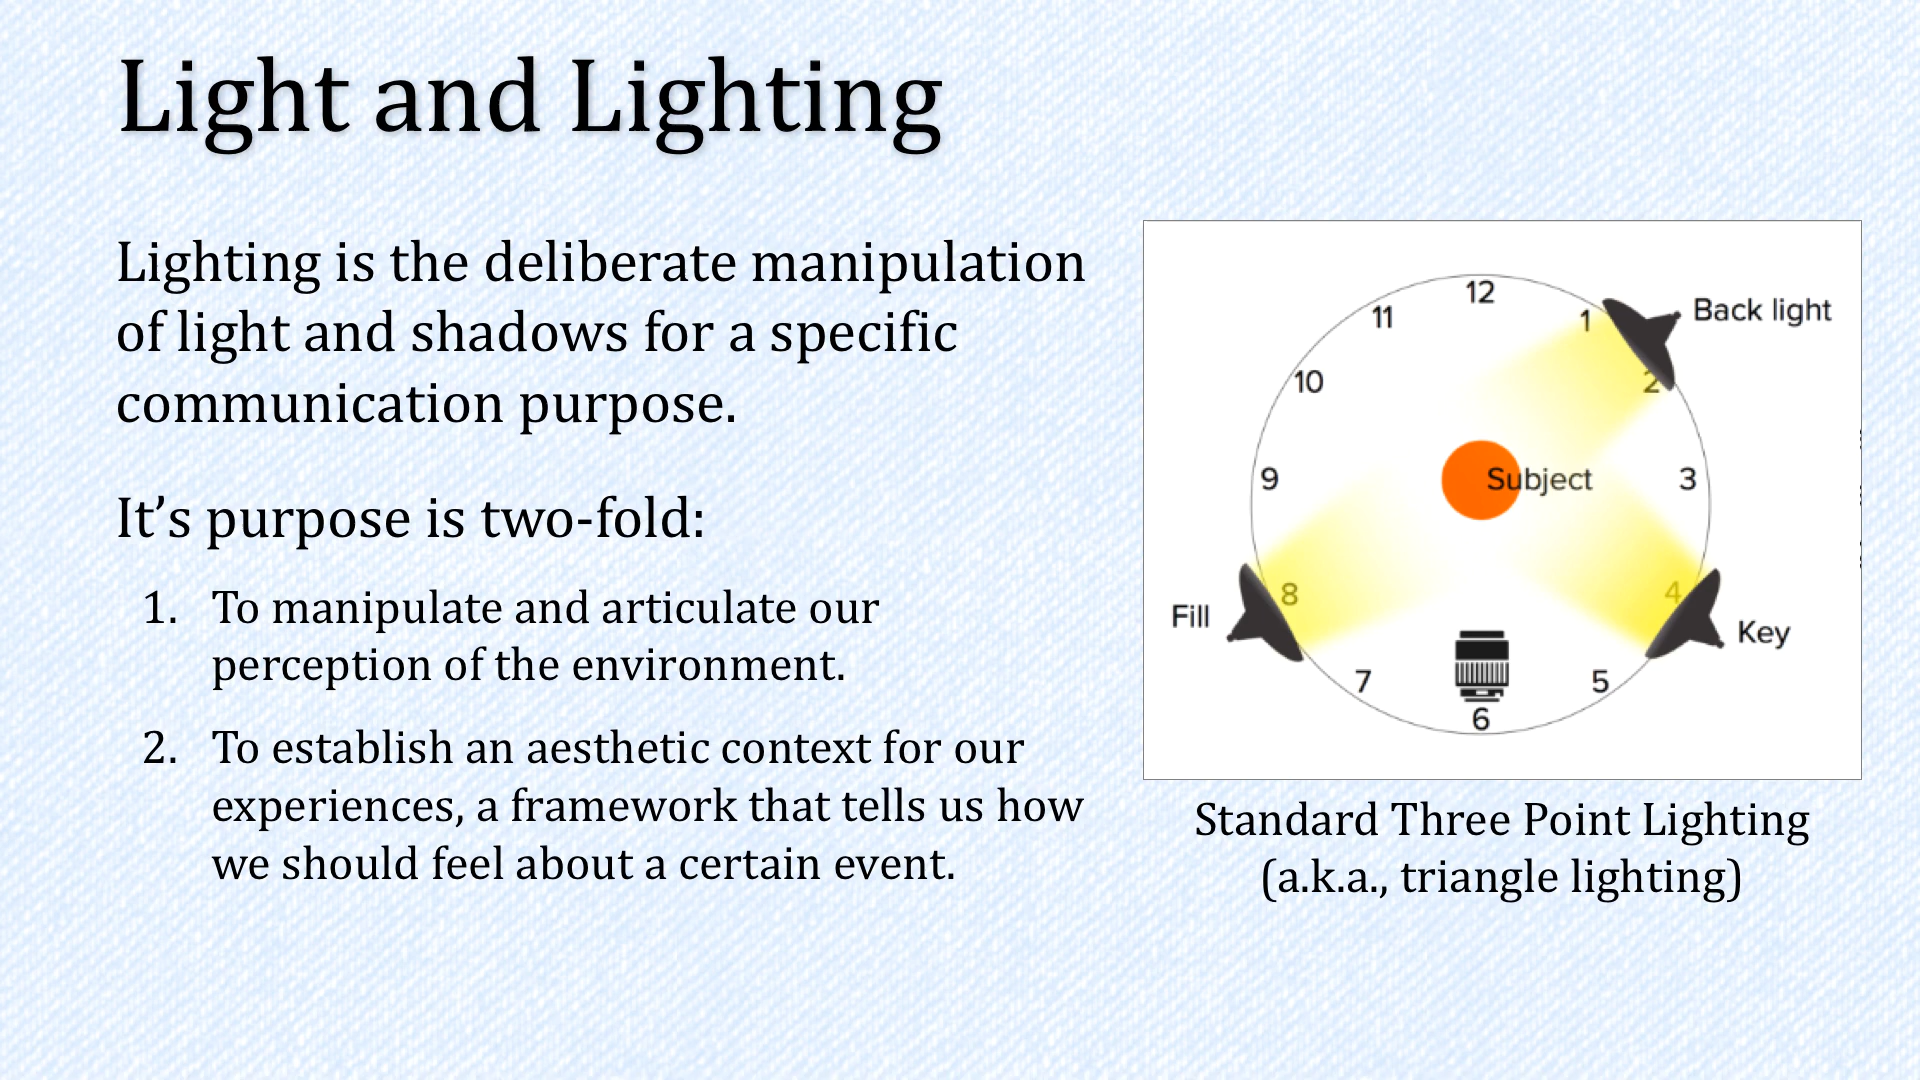 Light and Lighting
Lighting is the deliberate manipulation
of light and shadows for a specific
communication purpose.
It’s purpose is two-fold:
1. To manipulate and articulate our
perception of the environment.
2. To establish an aesthetic context for our
experiences, a framework that tells us how
we should feel about a certain event.
12
11
1
Back light
10
2
9
Subject
3
8
4
Fill
Key
7
5
6
Standard Three Point Lighting
(a.k.a., triangle lighting)